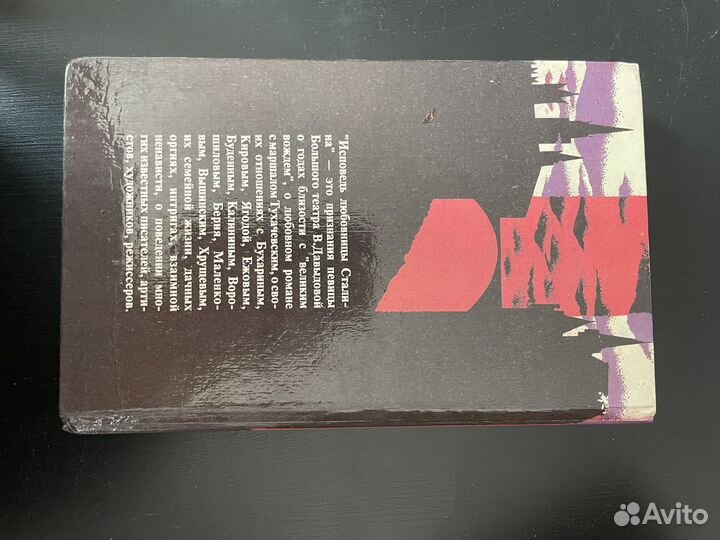 "Исповедь любовницы Стали-
на" — это признания певицы
Большого театра В.Давыдовой
о годах близости с "великим
вождем", о любовном романе
с маршалом Тухачевским, о сво-
их отношениях с Бухариным,
Кировым, Ягодой, Ежовым,
Буденным, Калининым, Воро-
шиловым, Берия, Маленко-
вым, Вышинским, Хрущевым,
их семейной жизни, дачных
оргиях, интригах, взаимной
ненависти, о поведении мно-
гих известных писателей, арти-
стов, художников, режиссеров.
Avito